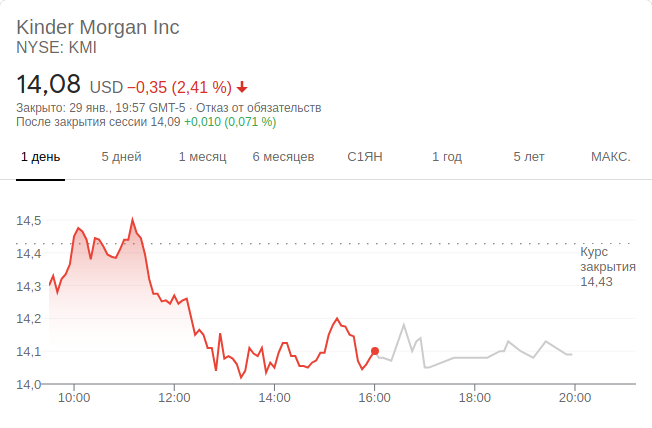 Kinder Morgan Inc
NYSE: KMI
14,08 USD −0,35 (2,41 %)
Закрыто: 29 янв., 19:57 GMT-5 · Отказ от обязательств
После закрытия сессии 14,09 +0,010 (0,071 %)
1 день 5 дней 1 месяц 6 месяцев С1ЯН 1 год 5 лет МАКС.
14,5
14,4
Курс
закрытия
14,43
14,3
14,2
14,1
14,0
10:00 12:00 14:00 16:00 18:00 20:00